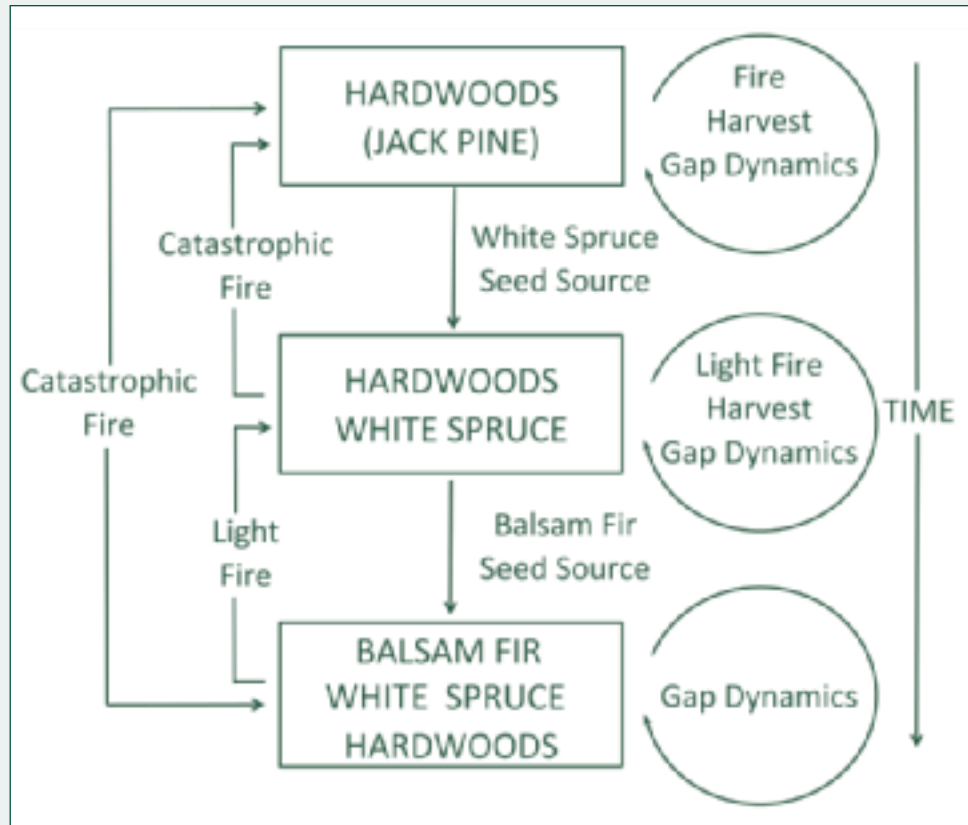 HARDWOODS
(JACK PINE)
Fire
Harvest
Gap Dynamics
White Spruce
Seed Source
Catastrophic
Fire
Catastrophic
Fire
HARDWOODS
WHITE SPRUCE
Light Fire
Harvest
Gap Dynamics
TIME
Balsam Fir
Seed Source
Light
Fire
BALSAM FIR
WHITE SPRUCE
HARDWOODS
Gap Dynamics